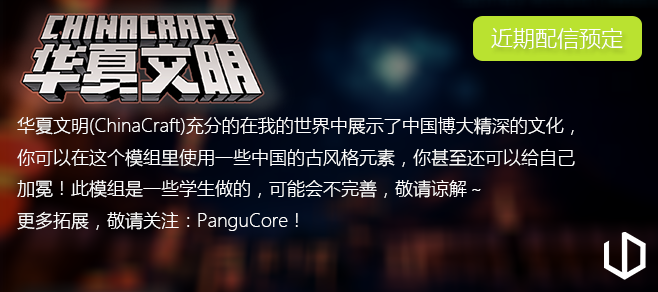 CHINACRAFT
华夏文明
近期配信预定
华夏文明(ChinaCraft)充分的在我的世界中展示了中国博大精深的文化，
你可以在这个模组里使用一些中国的古风格元素，你甚至还可以给自己
加冕！此模组是一些学生做的，可能会不完善，敬请谅解～
更多拓展，敬请关注：PanguCore！